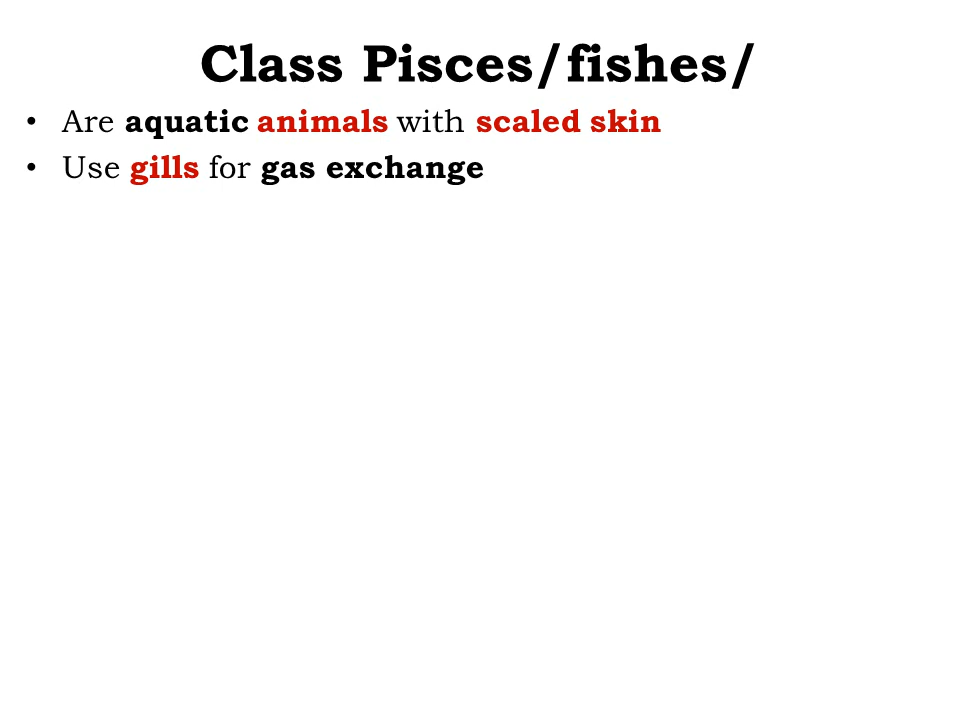 Class Pisces/fishes/
• Are aquatic animals with scaled skin
• Use gills for gas exchange